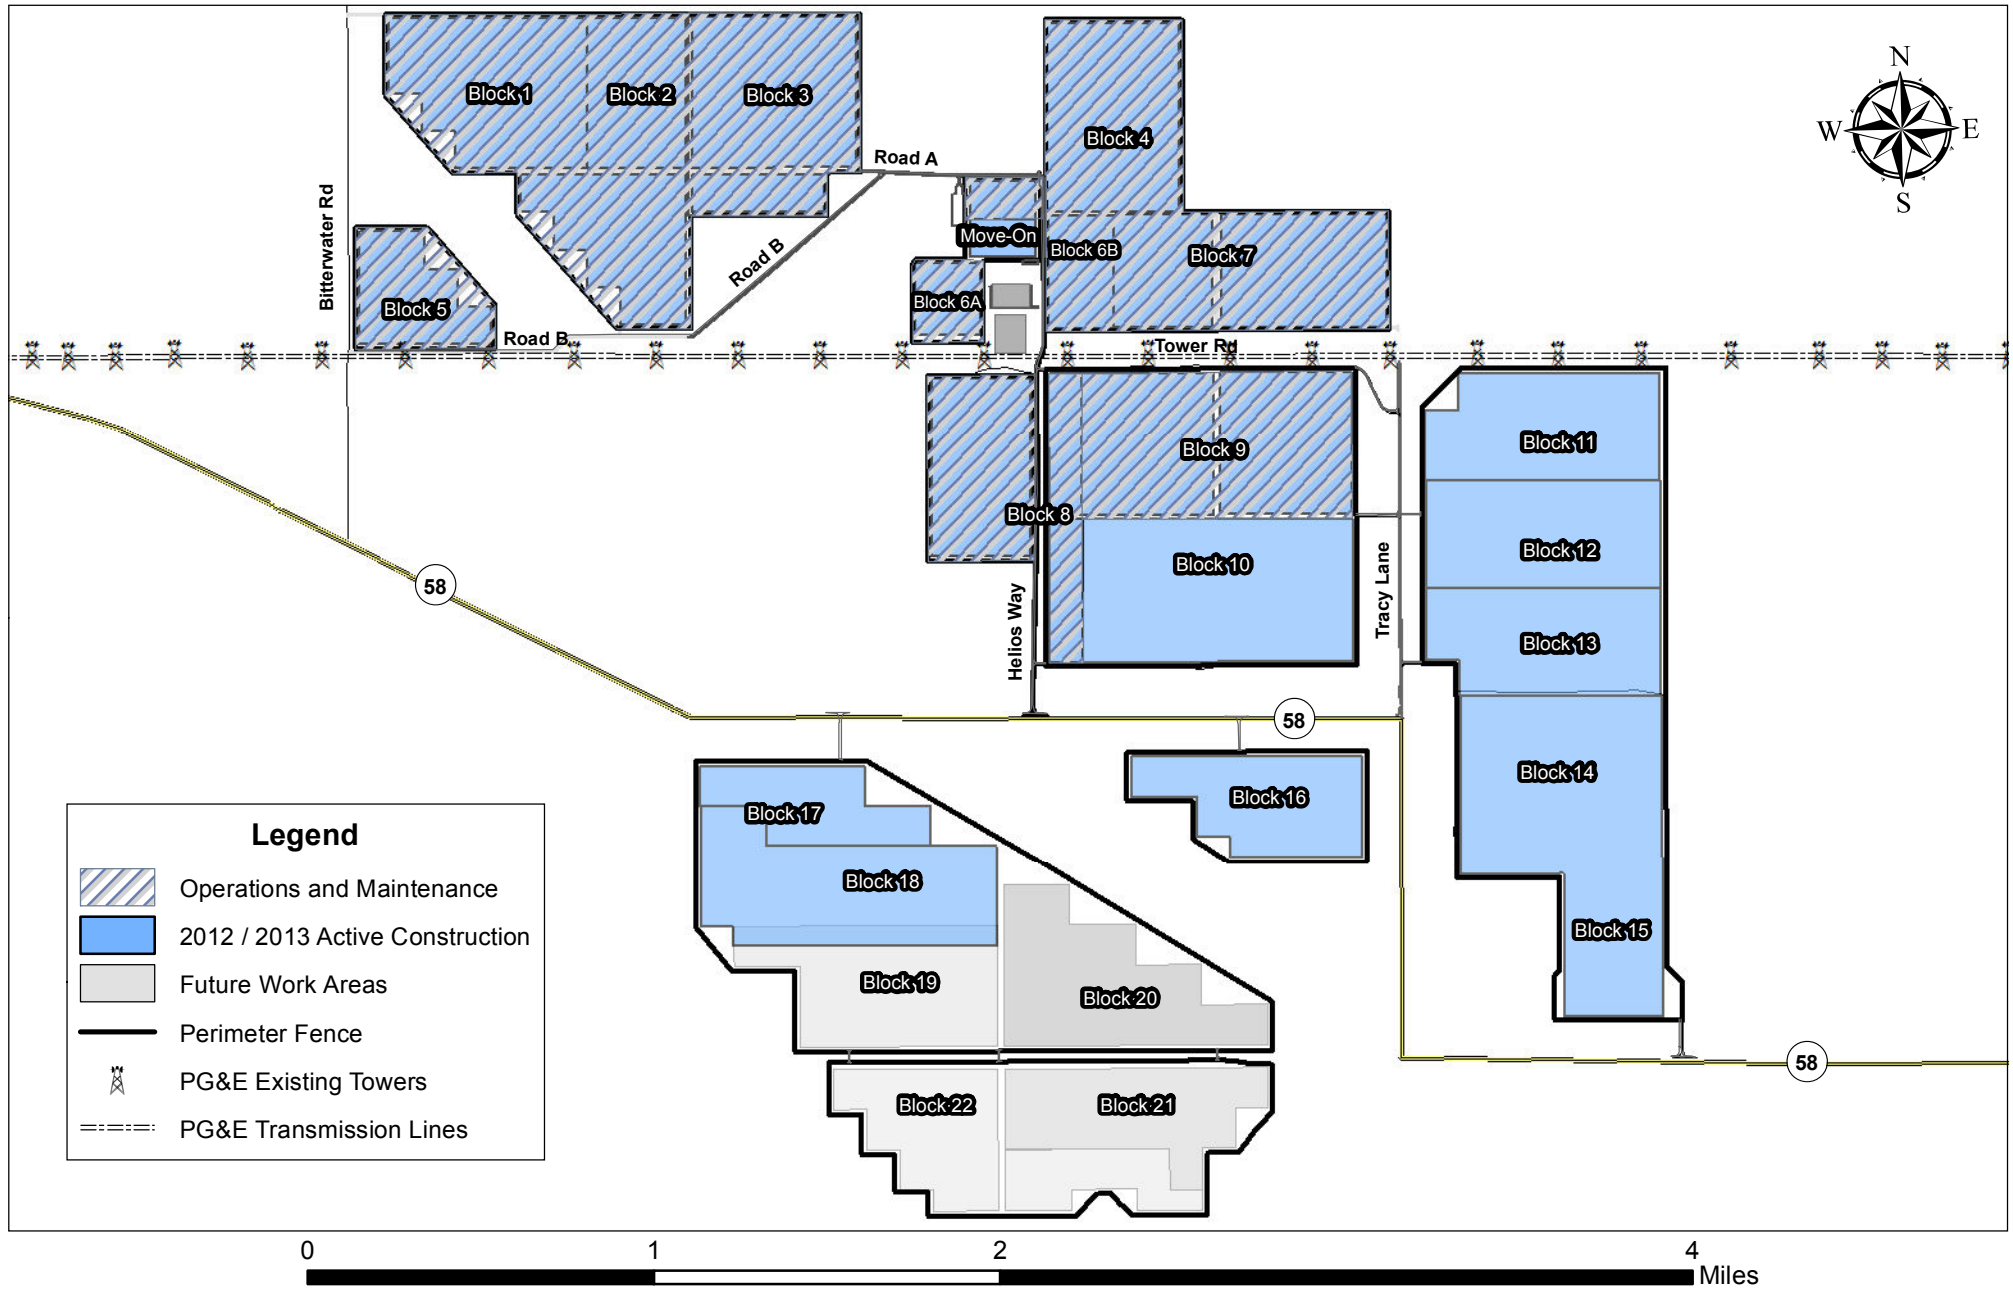 Block 1
Block 2
Block 3
Block 4
N
W
E
S
Road A
Bitterwater Rd
Move-On
Block 6B
Block 7
Road B
Block 5
Block 6A
Road B
Tower Rd
Block 9
Block 11
Block 8
Block 10
Block 12
Tracy Lane
58
Helios Way
Block 13
58
Block 14
Block 16
Block 17
Block 18
Block 15
Block 19
Block 20
58
Block 22
Block 21
Legend
Operations and Maintenance
2012 / 2013 Active Construction
Future Work Areas
Perimeter Fence
PG&E Existing Towers
PG&E Transmission Lines
0
1
2
4
Miles